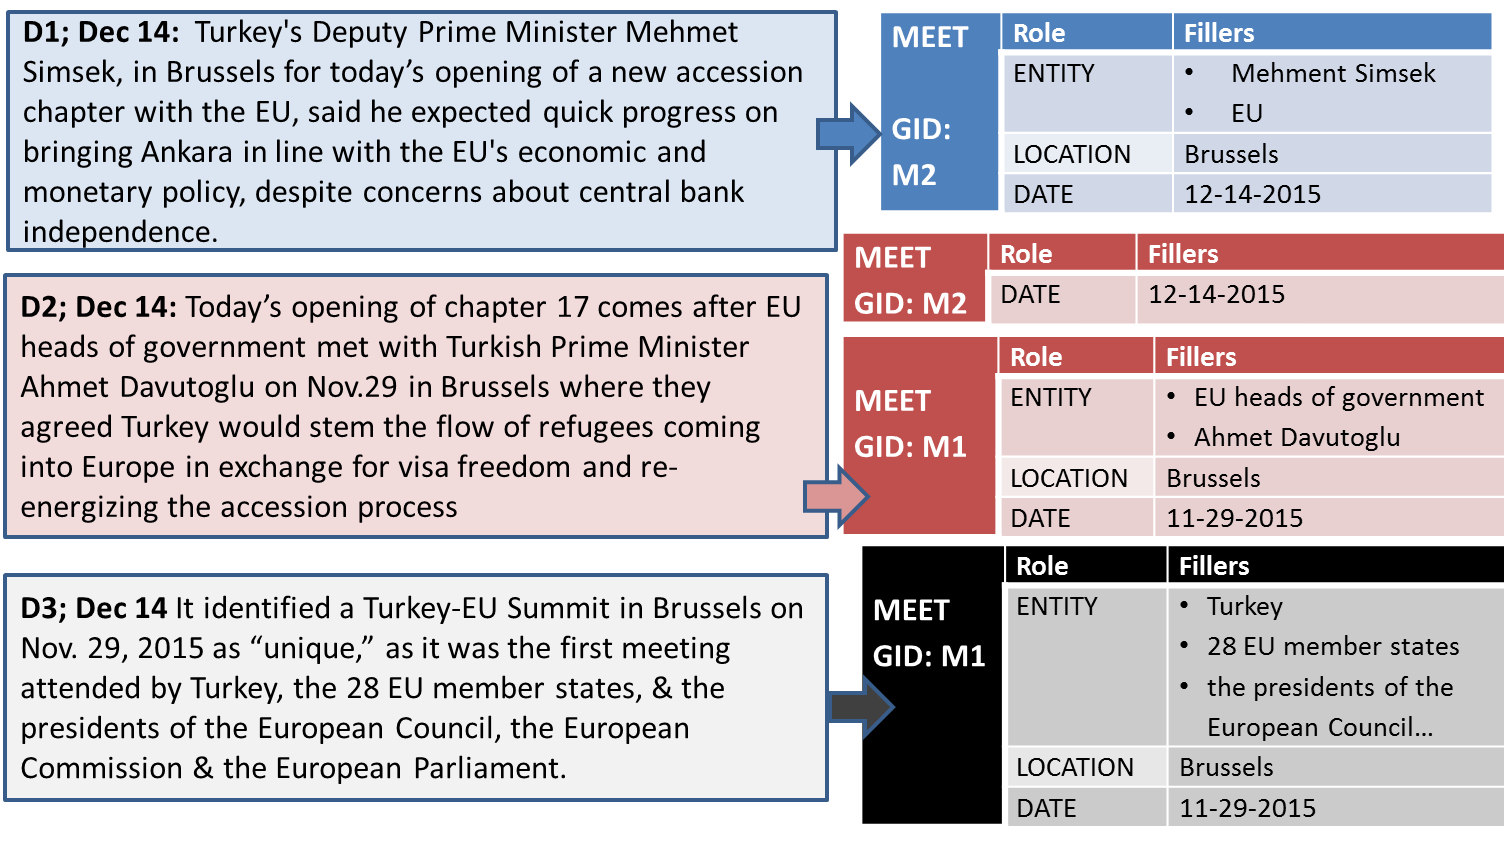 D1; Dec 14: Turkey's Deputy Prime Minister Mehmet
Simsek, in Brussels for today's opening of a new accession
chapter with the EU, said he expected quick progress on
bringing Ankara in line with the EU's economic and
monetary policy, despite concerns about central bank
independence.
MEET
GID:
M2
Role Fillers
ENTITY • Mehment Simsek
• EU
LOCATION Brussels
DATE 12-14-2015
D2; Dec 14: Today's opening of chapter 17 comes after EU
heads of government met with Turkish Prime Minister
Ahmet Davutoglu on Nov.29 in Brussels where they
agreed Turkey would stem the flow of refugees coming
into Europe in exchange for visa freedom and re-
energizing the accession process
MEET
GID: M2
Role Fillers
DATE 12-14-2015
MEET
GID: M1
Role Fillers
ENTITY • EU heads of government
• Ahmet Davutoglu
LOCATION Brussels
DATE 11-29-2015
D3; Dec 14 It identified a Turkey-EU Summit in Brussels on
Nov. 29, 2015 as “unique,” as it was the first meeting
attended by Turkey, the 28 EU member states, & the
presidents of the European Council, the European
Commission & the European Parliament.
MEET
GID: M1
Role Fillers
ENTITY • Turkey
• 28 EU member states
• the presidents of the
European Council…
LOCATION Brussels
DATE 11-29-2015